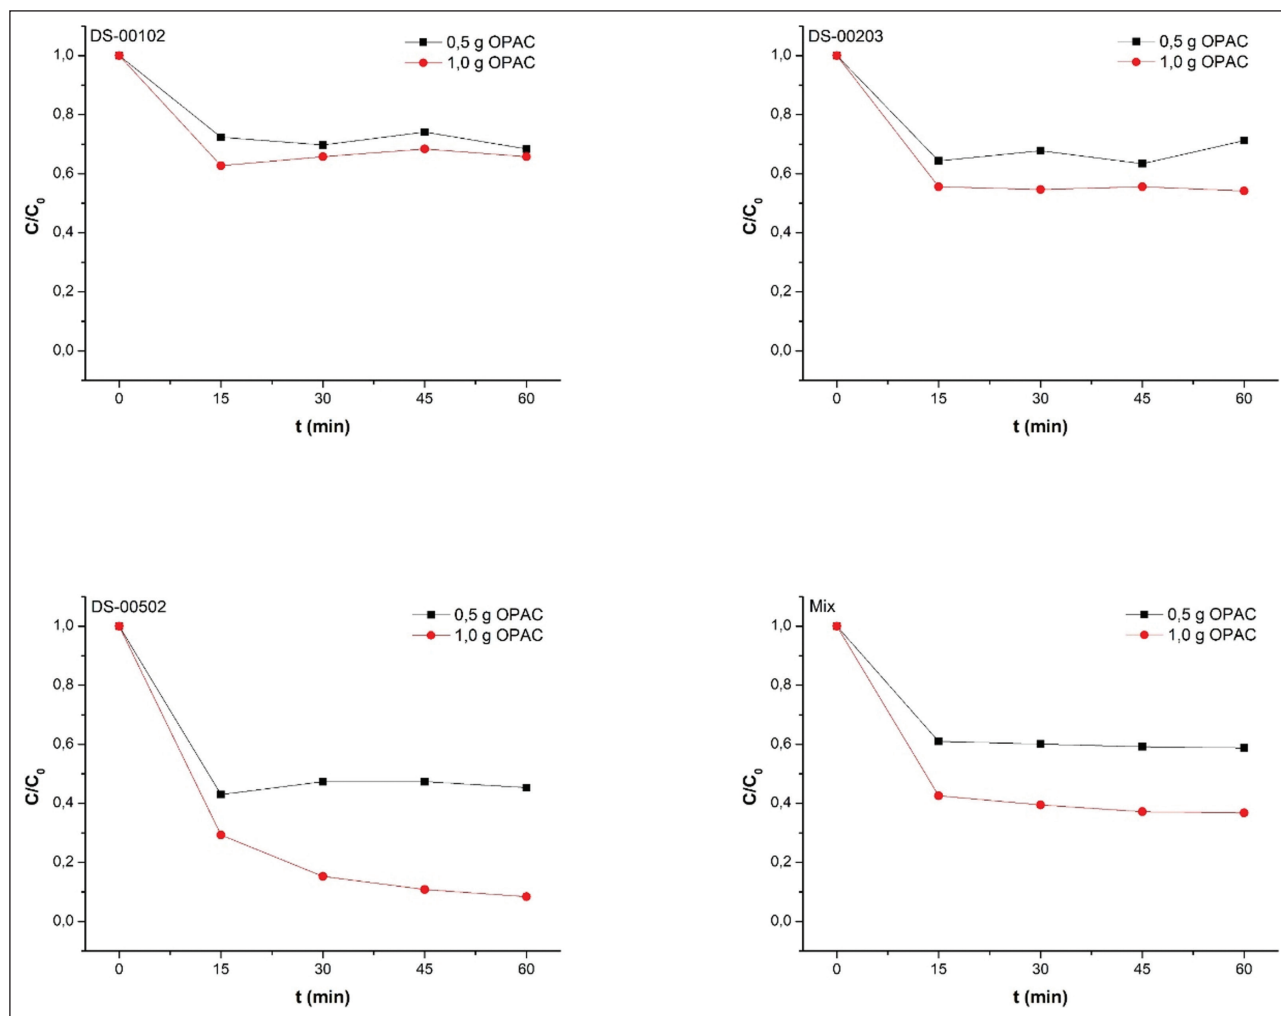 DS-00102
0,5 g OPAC
1,0 g OPAC
1,0
0,8
0,6
0,4
0,2
0,0
C/C0
0 15 30 45 60
t (min)
DS-00203
0,5 g OPAC
1,0 g OPAC
1,0
0,8
0,6
0,4
0,2
0,0
C/C0
0 15 30 45 60
t (min)
DS-00502
0,5 g OPAC
1,0 g OPAC
1,0
0,8
0,6
0,4
0,2
0,0
C/C0
0 15 30 45 60
t (min)
Mix
0,5 g OPAC
1,0 g OPAC
1,0
0,8
0,6
0,4
0,2
0,0
C/C0
0 15 30 45 60
t (min)